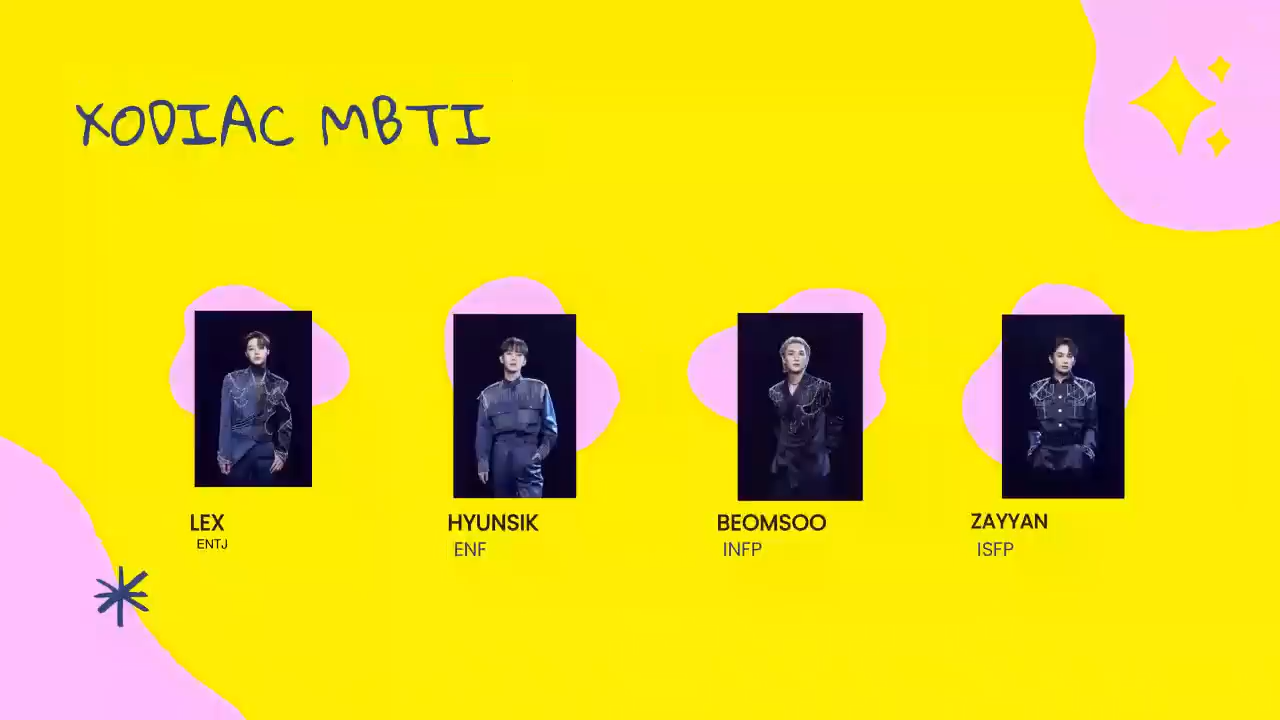 XODIAC MBTI
LEX
ENTJ
HYUNSIK
ENF
BEOMSOO
INFP
ZAYYAN
ISFP